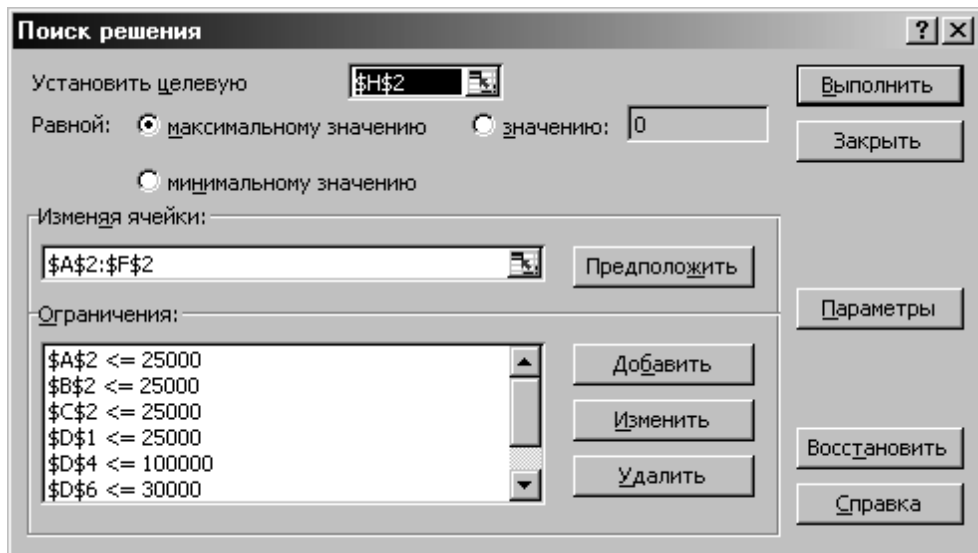 Поиск решения
Установить целевую $H$2 Выполнить
Равной: максимальному значению значению: 0 Закрыть
минимальному значению
Изменяя ячейки:
$A$2:$F$2 Предположить
Ограничения: Параметры
$A$2 <= 25000 Добавить
$B$2 <= 25000
$C$2 <= 25000 Изменить
$D$1 <= 25000
$D$4 <= 100000 Удалить Восстановить
$D$6 <= 30000
Справка